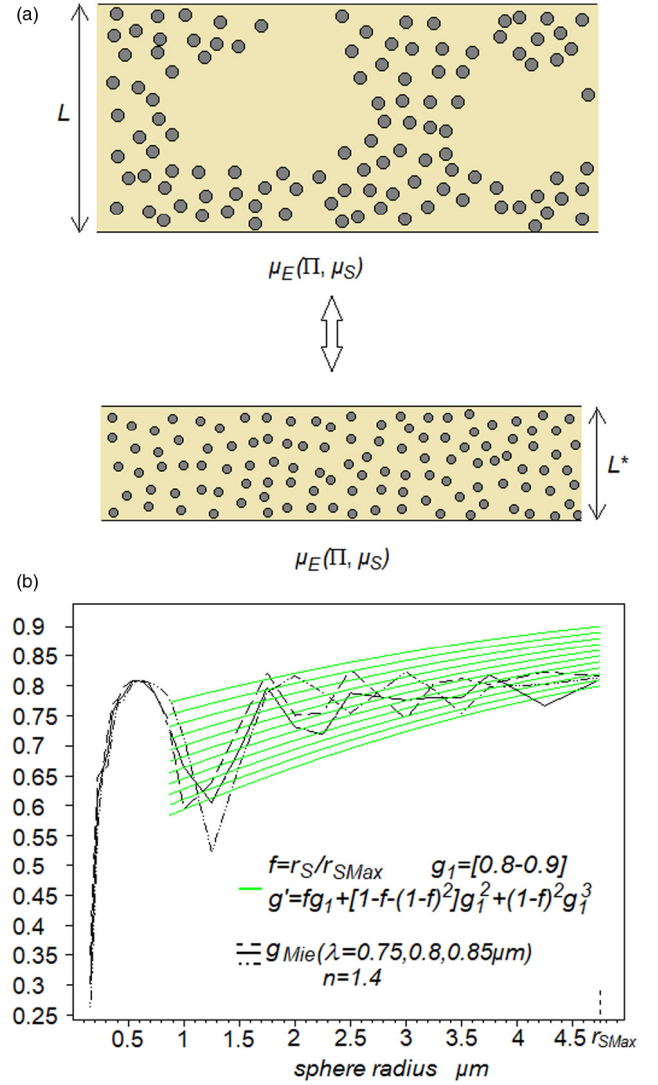 (a)
L
μE(Π, μS)
L*
μE(Π, μS)
(b)
0.9
0.85
0.8
0.75
0.7
0.65
0.6
0.55
0.5
0.45
0.4
0.35
0.3
0.25
f=rS/rSMax g1=[0.8-0.9]
g'=fg1+[1-f-(1-f)²]g1²+(1-f)²g1³
gMie(λ=0.75,0.8,0.85μm)
n=1.4
0.5 1 1.5 2 2.5 3 3.5 4 4.5 rSMax
sphere radius μm